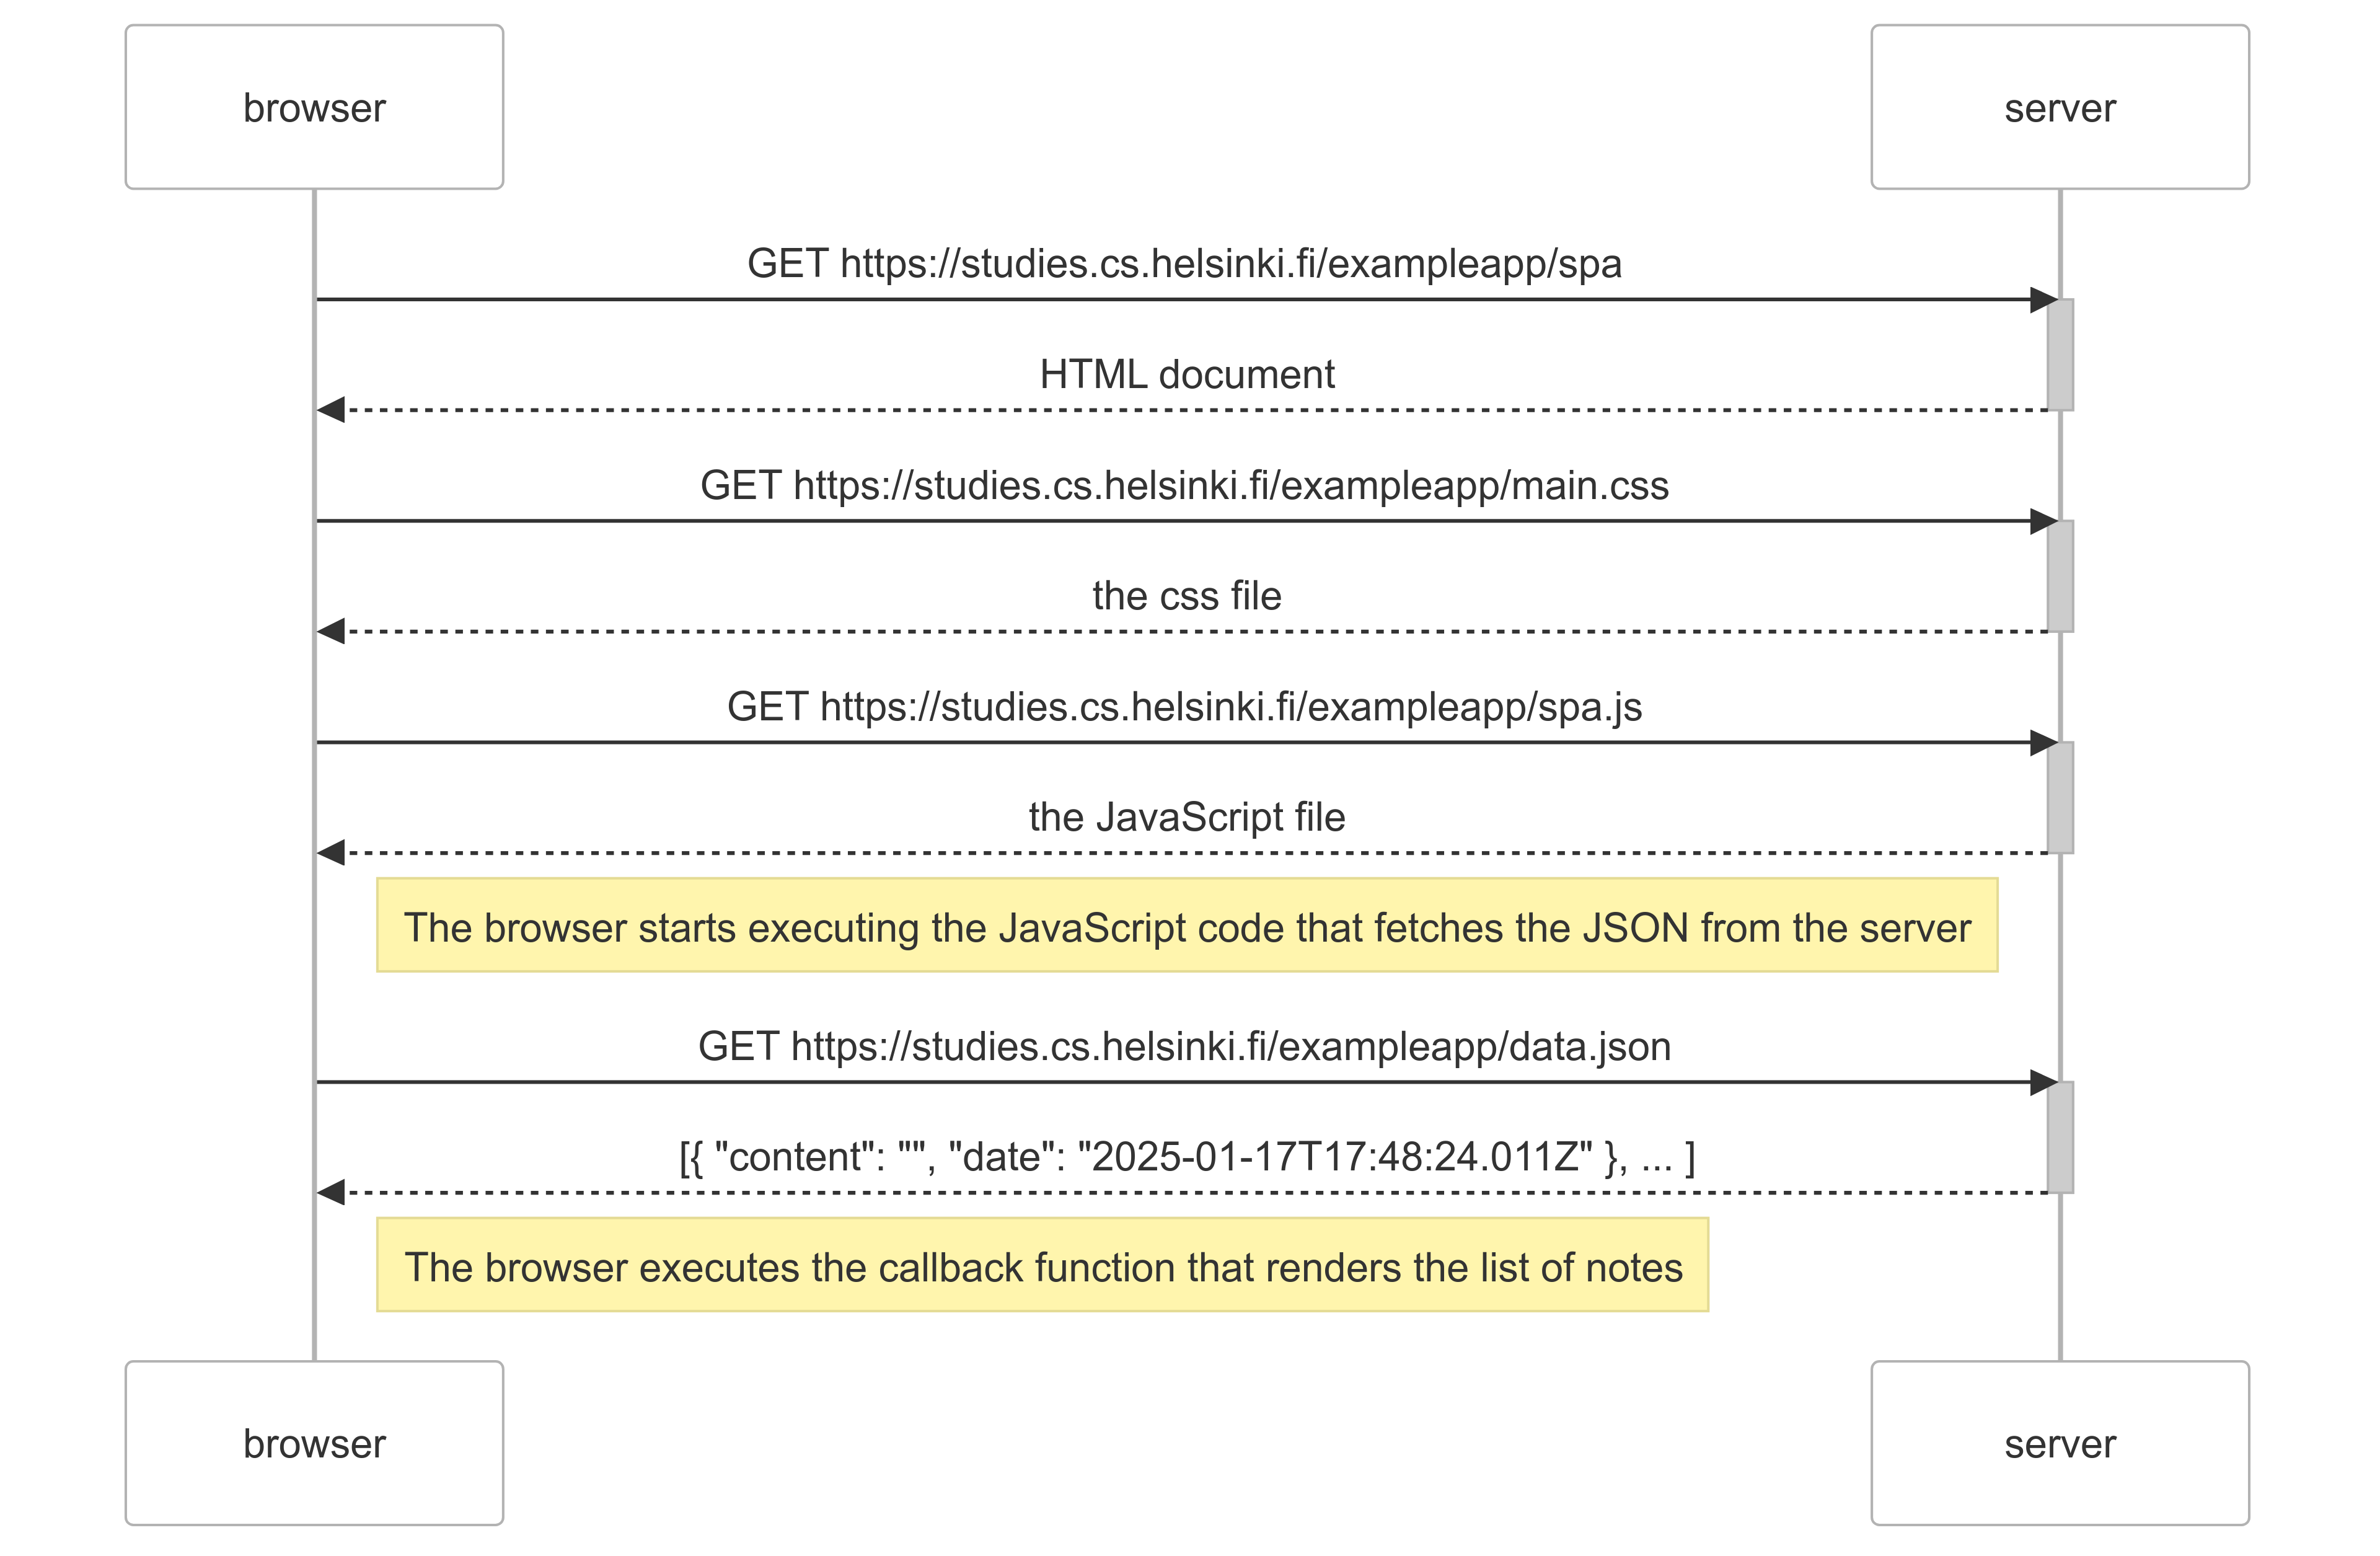 browser
server
GET https://studies.cs.helsinki.fi/exampleapp/spa
HTML document
GET https://studies.cs.helsinki.fi/exampleapp/main.css
the css file
GET https://studies.cs.helsinki.fi/exampleapp/spa.js
the JavaScript file
The browser starts executing the JavaScript code that fetches the JSON from the server
GET https://studies.cs.helsinki.fi/exampleapp/data.json
[{ "content": "", "date": "2025-01-17T17:48:24.011Z" }, ... ]
The browser executes the callback function that renders the list of notes
browser
server